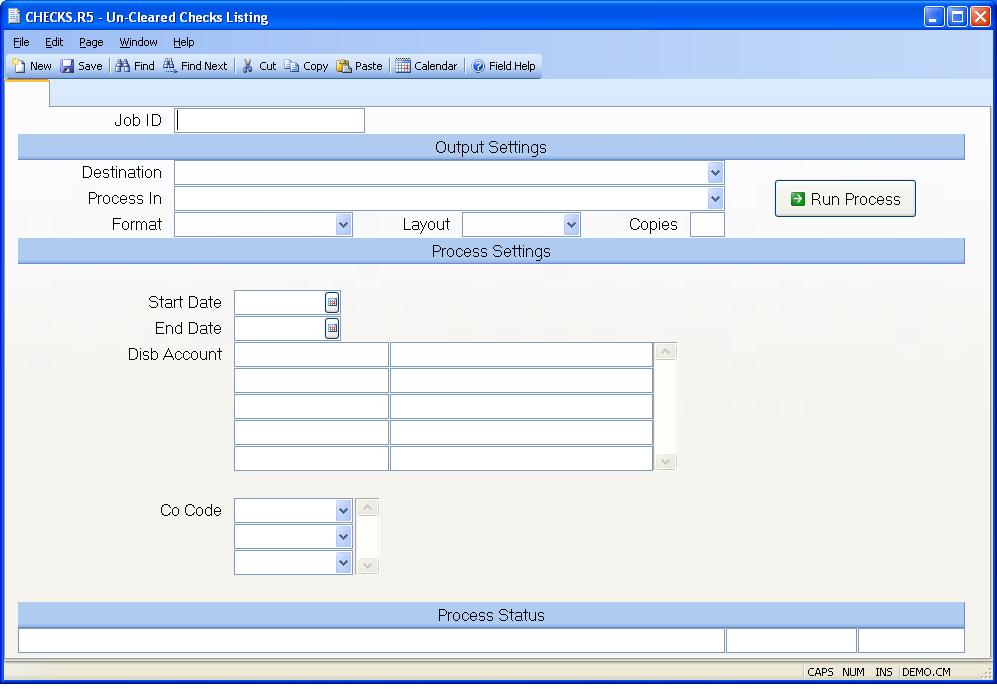 CHECKS.R5 - Un-Cleared Checks Listing
File Edit Page Window Help
New Save Find Find Next Cut Copy Paste Calendar Field Help
Job ID
Output Settings
Destination
Process In
Run Process
Format Layout Copies
Process Settings
Start Date
End Date
Disb Account
Co Code
Process Status
CAPS NUM INS DEMO.CM